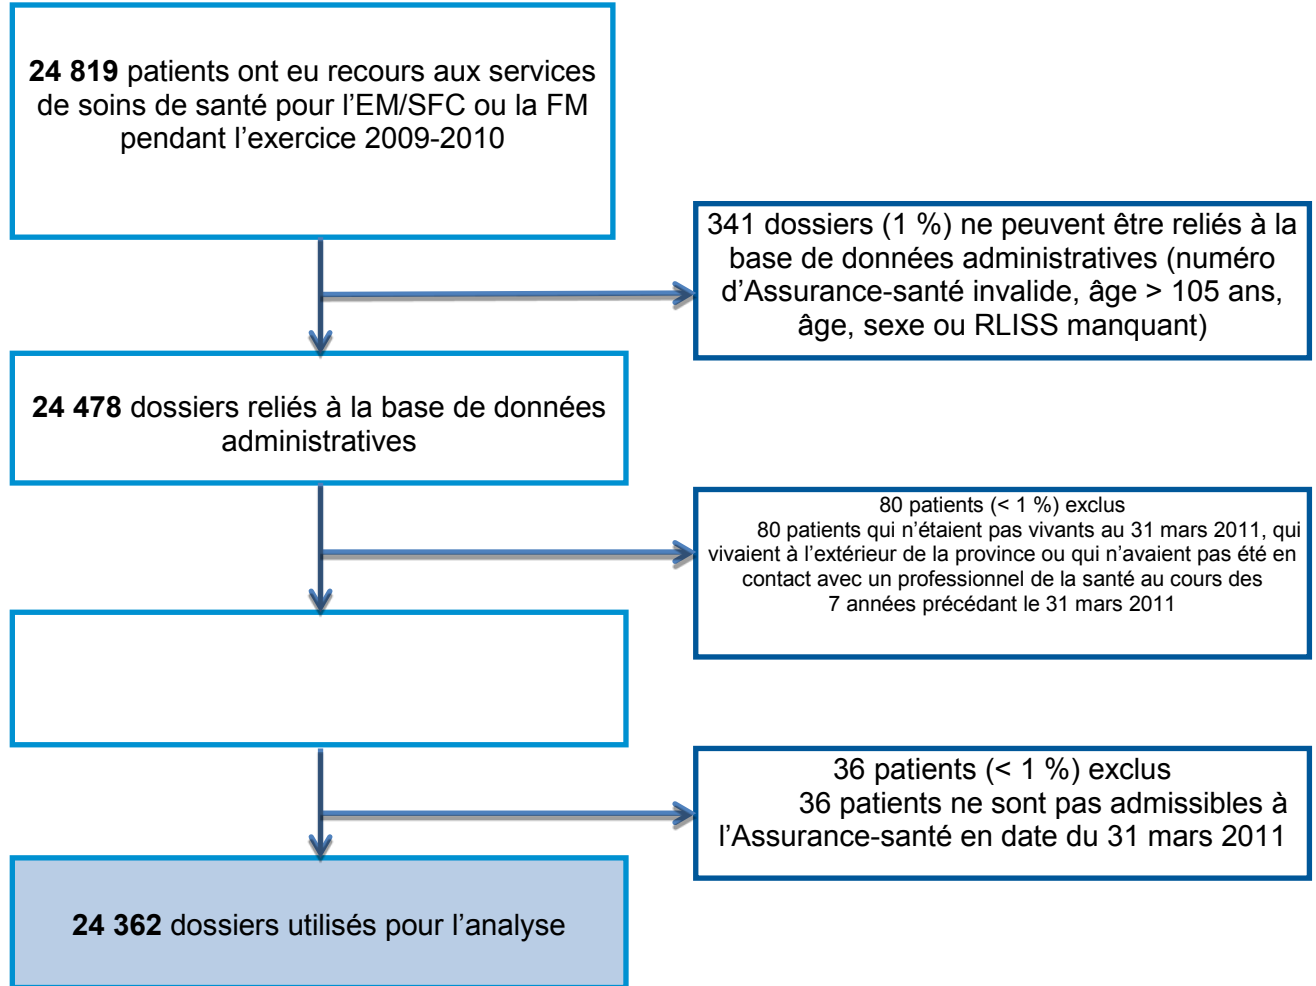 24 819 patients ont eu recours aux services
de soins de santé pour l’EM/SFC ou la FM
pendant l’exercice 2009-2010
341 dossiers (1 %) ne peuvent être reliés à la
base de données administratives (numéro
d’Assurance-santé invalide, âge > 105 ans,
âge, sexe ou RLISS manquant)
24 478 dossiers reliés à la base de données
administratives
80 patients (< 1 %) exclus
80 patients qui n’étaient pas vivants au 31 mars 2011, qui
vivaient à l’extérieur de la province ou qui n’avaient pas été en
contact avec un professionnel de la santé au cours des
7 années précédant le 31 mars 2011
36 patients (< 1 %) exclus
36 patients ne sont pas admissibles à
l’Assurance-santé en date du 31 mars 2011
24 362 dossiers utilisés pour l’analyse